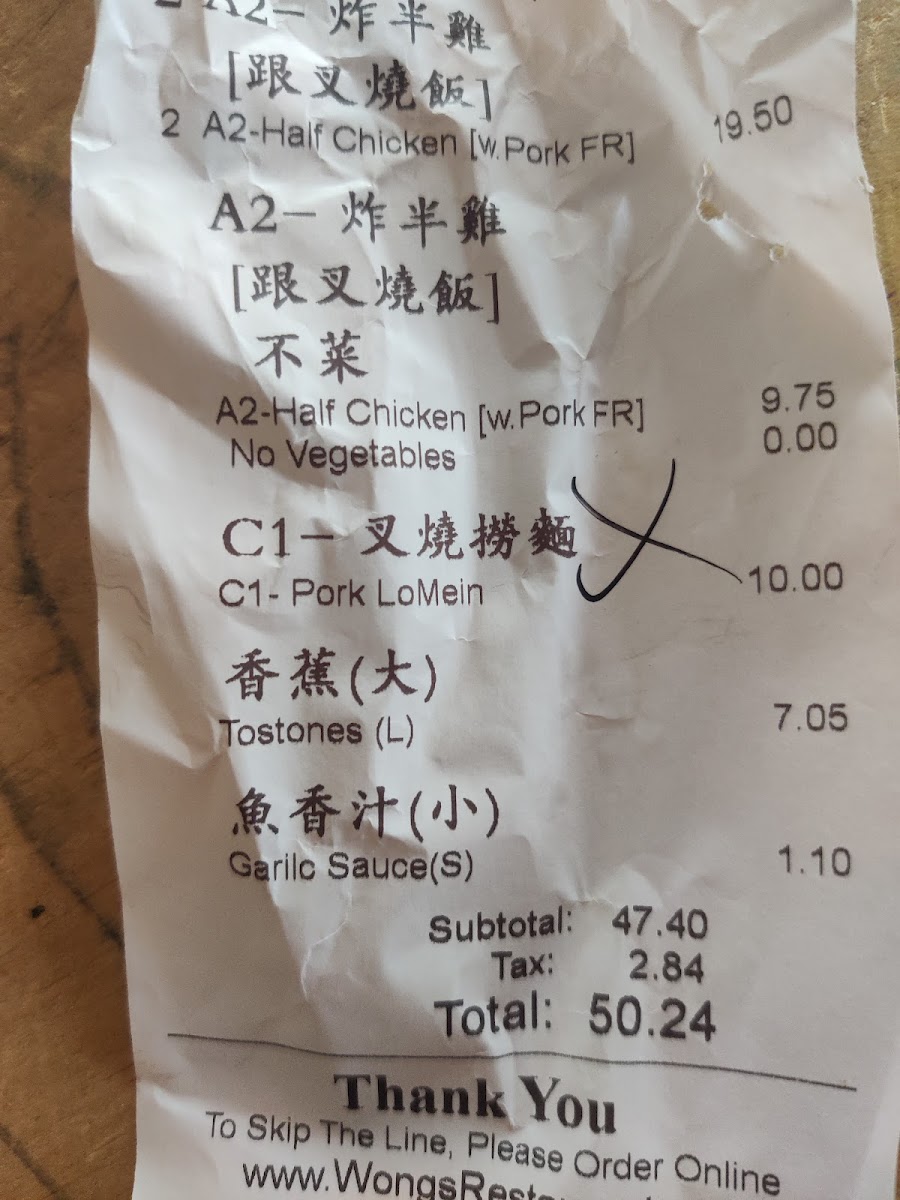 2 A2- 炸半雞
[跟叉燒飯]
2 A2-Half Chicken [w.Pork FR] 19.50
A2- 炸半雞
[跟叉燒飯]
不菜
A2-Half Chicken [w.Pork FR] 9.75
No Vegetables 0.00
C1- 叉燒撈麵
C1- Pork LoMein 10.00
香蕉(大)
Tostones (L) 7.05
魚香汁(小)
Garilc Sauce(S) 1.10
Subtotal: 47.40
Tax: 2.84
Total: 50.24
Thank You
To Skip The Line, Please Order Online